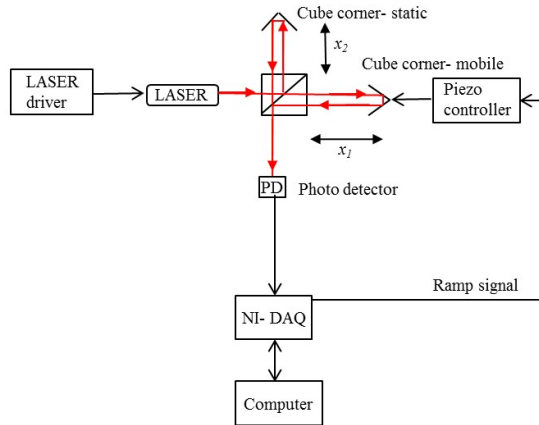 Cube corner- static
x2
Cube corner- mobile
LASER
driver
LASER
Piezo
controller
x1
PD
Photo detector
Ramp signal
NI- DAQ
Computer